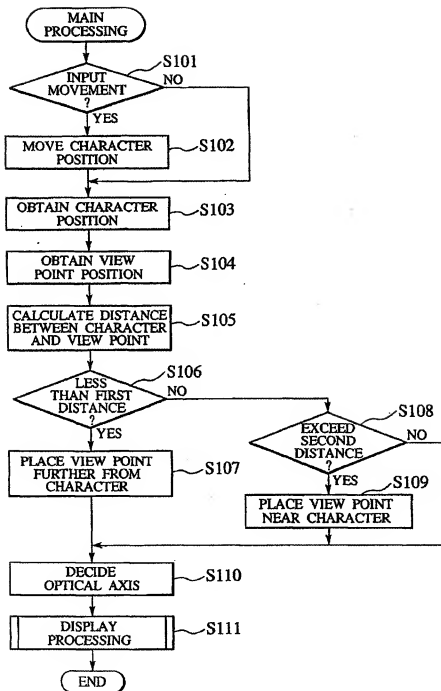 MAIN
PROCESSING
S101
INPUT
MOVEMENT
?
NO
YES
MOVE CHARACTER
POSITION
S102
OBTAIN CHARACTER
POSITION
S103
OBTAIN VIEW
POINT POSITION
S104
CALCULATE DISTANCE
BETWEEN CHARACTER
AND VIEW POINT
S105
S106
LESS
THAN FIRST
DISTANCE
?
NO
YES
S108
EXCEED
SECOND
DISTANCE
?
NO
YES
PLACE VIEW POINT
FURTHER FROM
CHARACTER
S107
S109
PLACE VIEW POINT
NEAR CHARACTER
DECIDE
OPTICAL AXIS
S110
DISPLAY
PROCESSING
S111
END